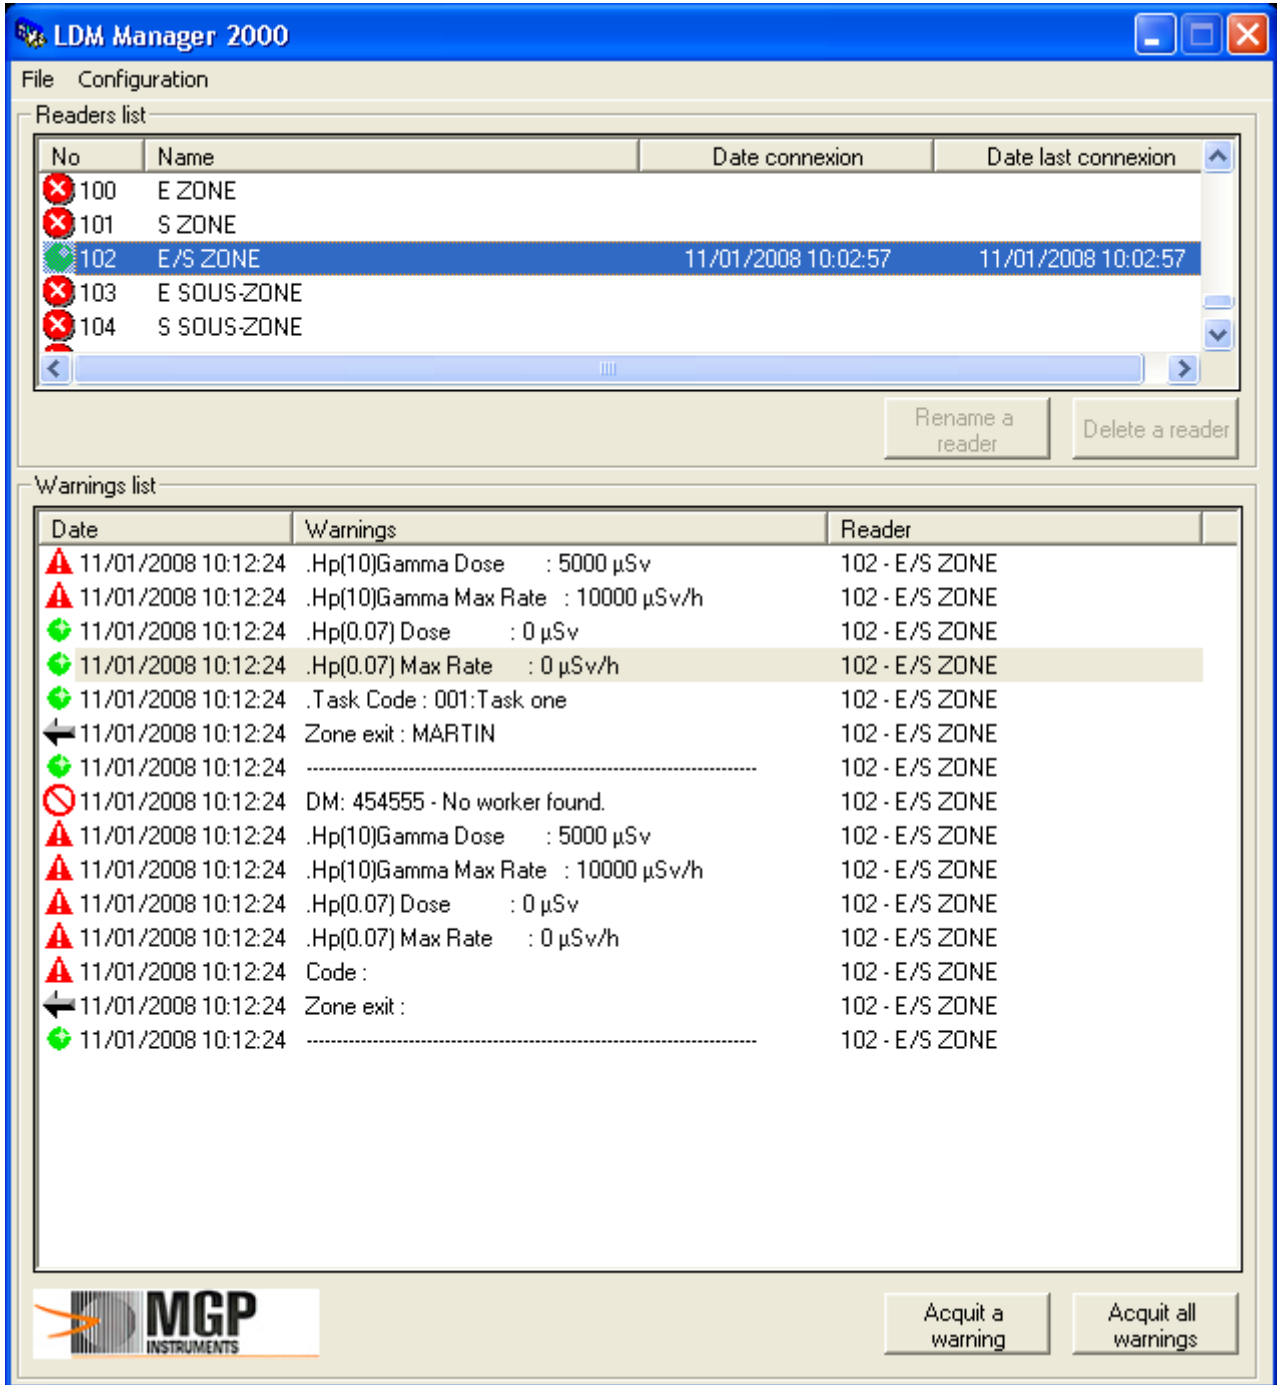 LDM Manager 2000
File Configuration
Readers list
No Name Date connexion Date last connexion
100 E ZONE
101 S ZONE
102 E/S ZONE 11/01/2008 10:02:57 11/01/2008 10:02:57
103 E SOUS-ZONE
104 S SOUS-ZONE
Rename a
reader
Delete a reader
Warnings list
Date Warnings Reader
11/01/2008 10:12:24 .Hp(10)Gamma Dose : 5000 µSv 102 - E/S ZONE
11/01/2008 10:12:24 .Hp(10)Gamma Max Rate : 10000 µSv/h 102 - E/S ZONE
11/01/2008 10:12:24 .Hp(0.07) Dose : 0 µSv 102 - E/S ZONE
11/01/2008 10:12:24 .Hp(0.07) Max Rate : 0 µSv/h 102 - E/S ZONE
11/01/2008 10:12:24 .Task Code : 001:Task one 102 - E/S ZONE
11/01/2008 10:12:24 Zone exit : MARTIN 102 - E/S ZONE
11/01/2008 10:12:24 --------------------------------------------------------------------------- 102 - E/S ZONE
11/01/2008 10:12:24 DM: 454555 - No worker found. 102 - E/S ZONE
11/01/2008 10:12:24 .Hp(10)Gamma Dose : 5000 µSv 102 - E/S ZONE
11/01/2008 10:12:24 .Hp(10)Gamma Max Rate : 10000 µSv/h 102 - E/S ZONE
11/01/2008 10:12:24 .Hp(0.07) Dose : 0 µSv 102 - E/S ZONE
11/01/2008 10:12:24 .Hp(0.07) Max Rate : 0 µSv/h 102 - E/S ZONE
11/01/2008 10:12:24 Code : 102 - E/S ZONE
11/01/2008 10:12:24 Zone exit : 102 - E/S ZONE
11/01/2008 10:12:24 --------------------------------------------------------------------------- 102 - E/S ZONE
MGP
INSTRUMENTS
Acquit a
warning
Acquit all
warnings